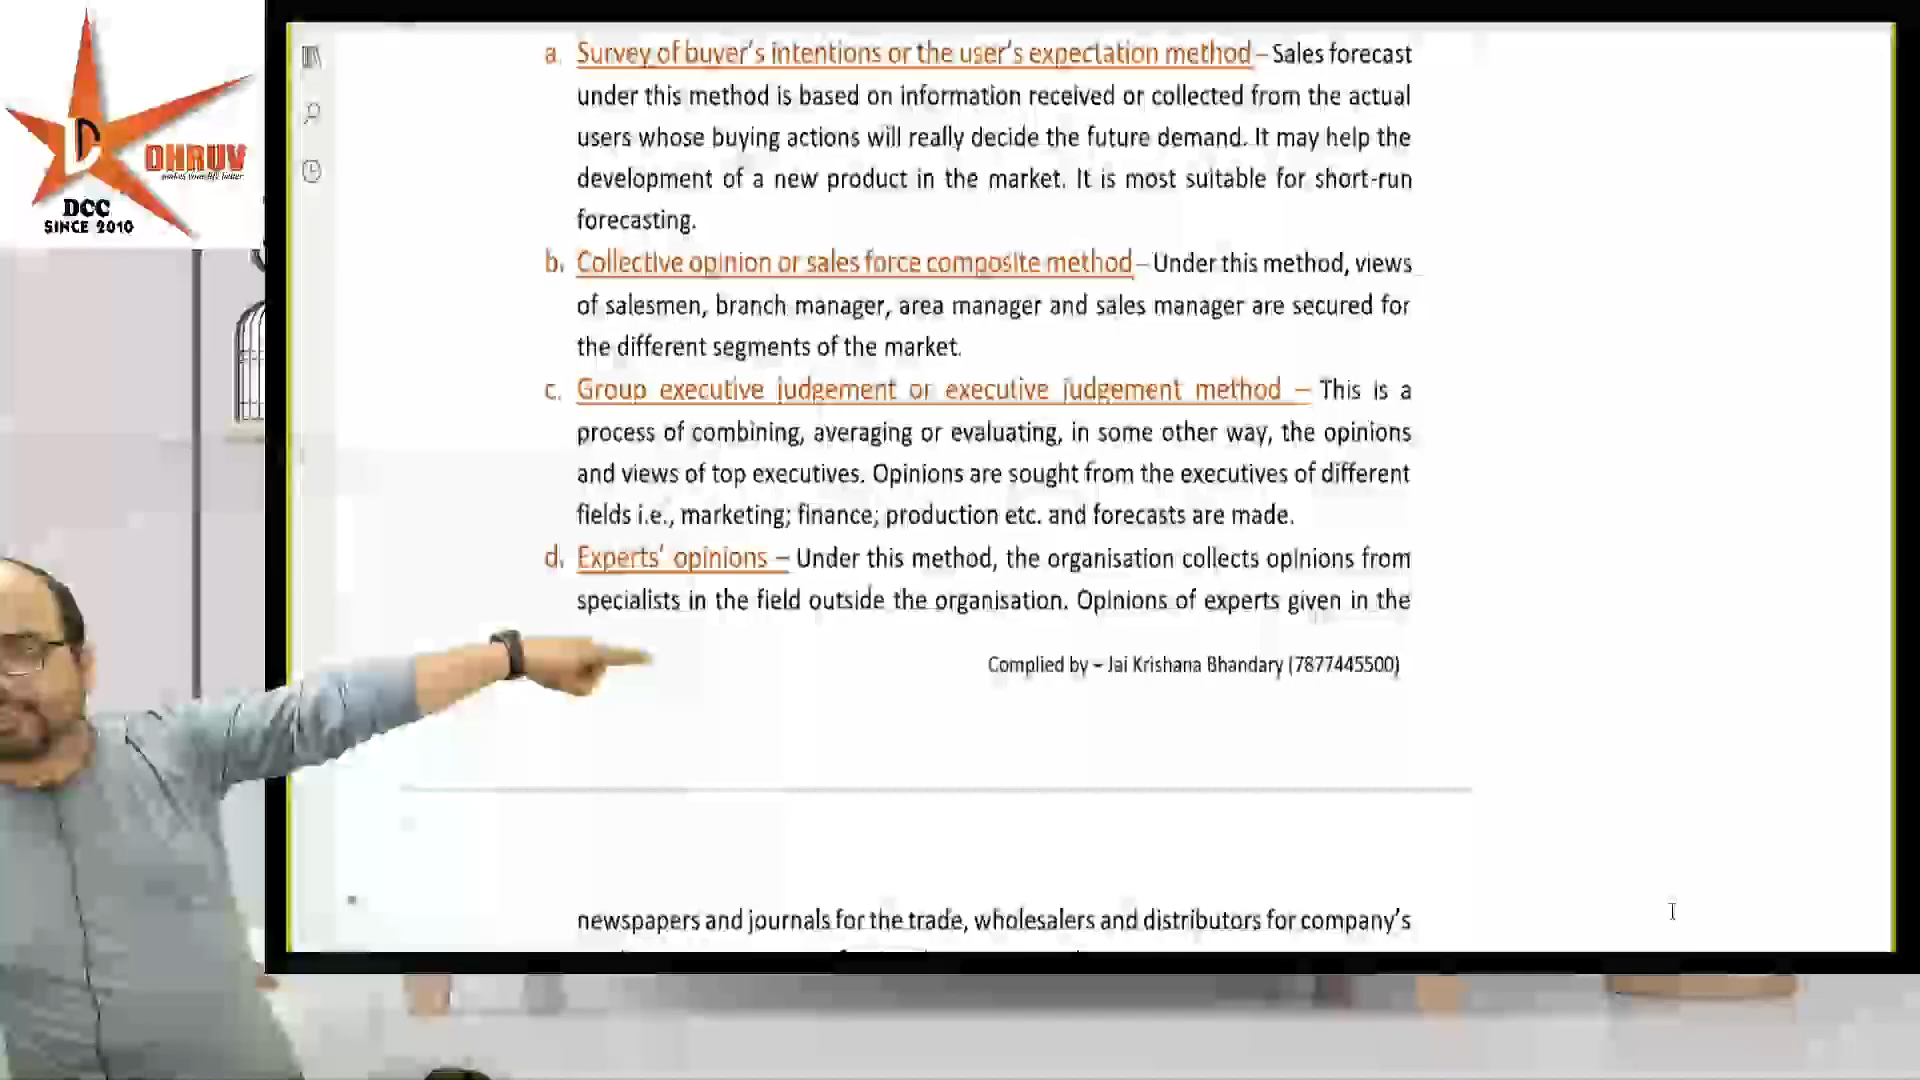 D
DHRUV
makes your life better
DCC
SINCE 2010
a. Survey of buyer's intentions or the user's expectation method – Sales forecast
under this method is based on information received or collected from the actual
users whose buying actions will really decide the future demand. It may help the
development of a new product in the market. It is most suitable for short-run
forecasting.
b. Collective opinion or sales force composite method – Under this method, views
of salesmen, branch manager, area manager and sales manager are secured for
the different segments of the market.
c. Group executive judgement or executive judgement method – This is a
process of combining, averaging or evaluating, in some other way, the opinions
and views of top executives. Opinions are sought from the executives of different
fields i.e., marketing; finance; production etc. and forecasts are made.
d. Experts' opinions – Under this method, the organisation collects opinions from
specialists in the field outside the organisation. Opinions of experts given in the
Complied by – Jai Krishana Bhandary (7877445500)
newspapers and journals for the trade, wholesalers and distributors for company's